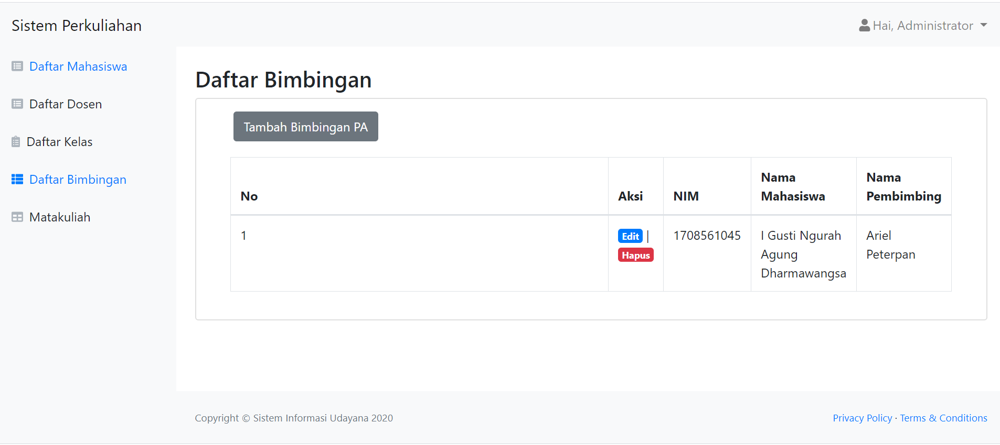 Sistem Perkuliahan
Hai, Administrator
Daftar Mahasiswa
Daftar Dosen
Daftar Kelas
Daftar Bimbingan
Matakuliah
Daftar Bimbingan
Tambah Bimbingan PA
No
Aksi
NIM
Nama
Mahasiswa
Nama
Pembimbing
1
Edit |
Hapus
1708561045
I Gusti Ngurah
Agung
Dharmawangsa
Ariel
Peterpan
Copyright © Sistem Informasi Udayana 2020
Privacy Policy · Terms & Conditions